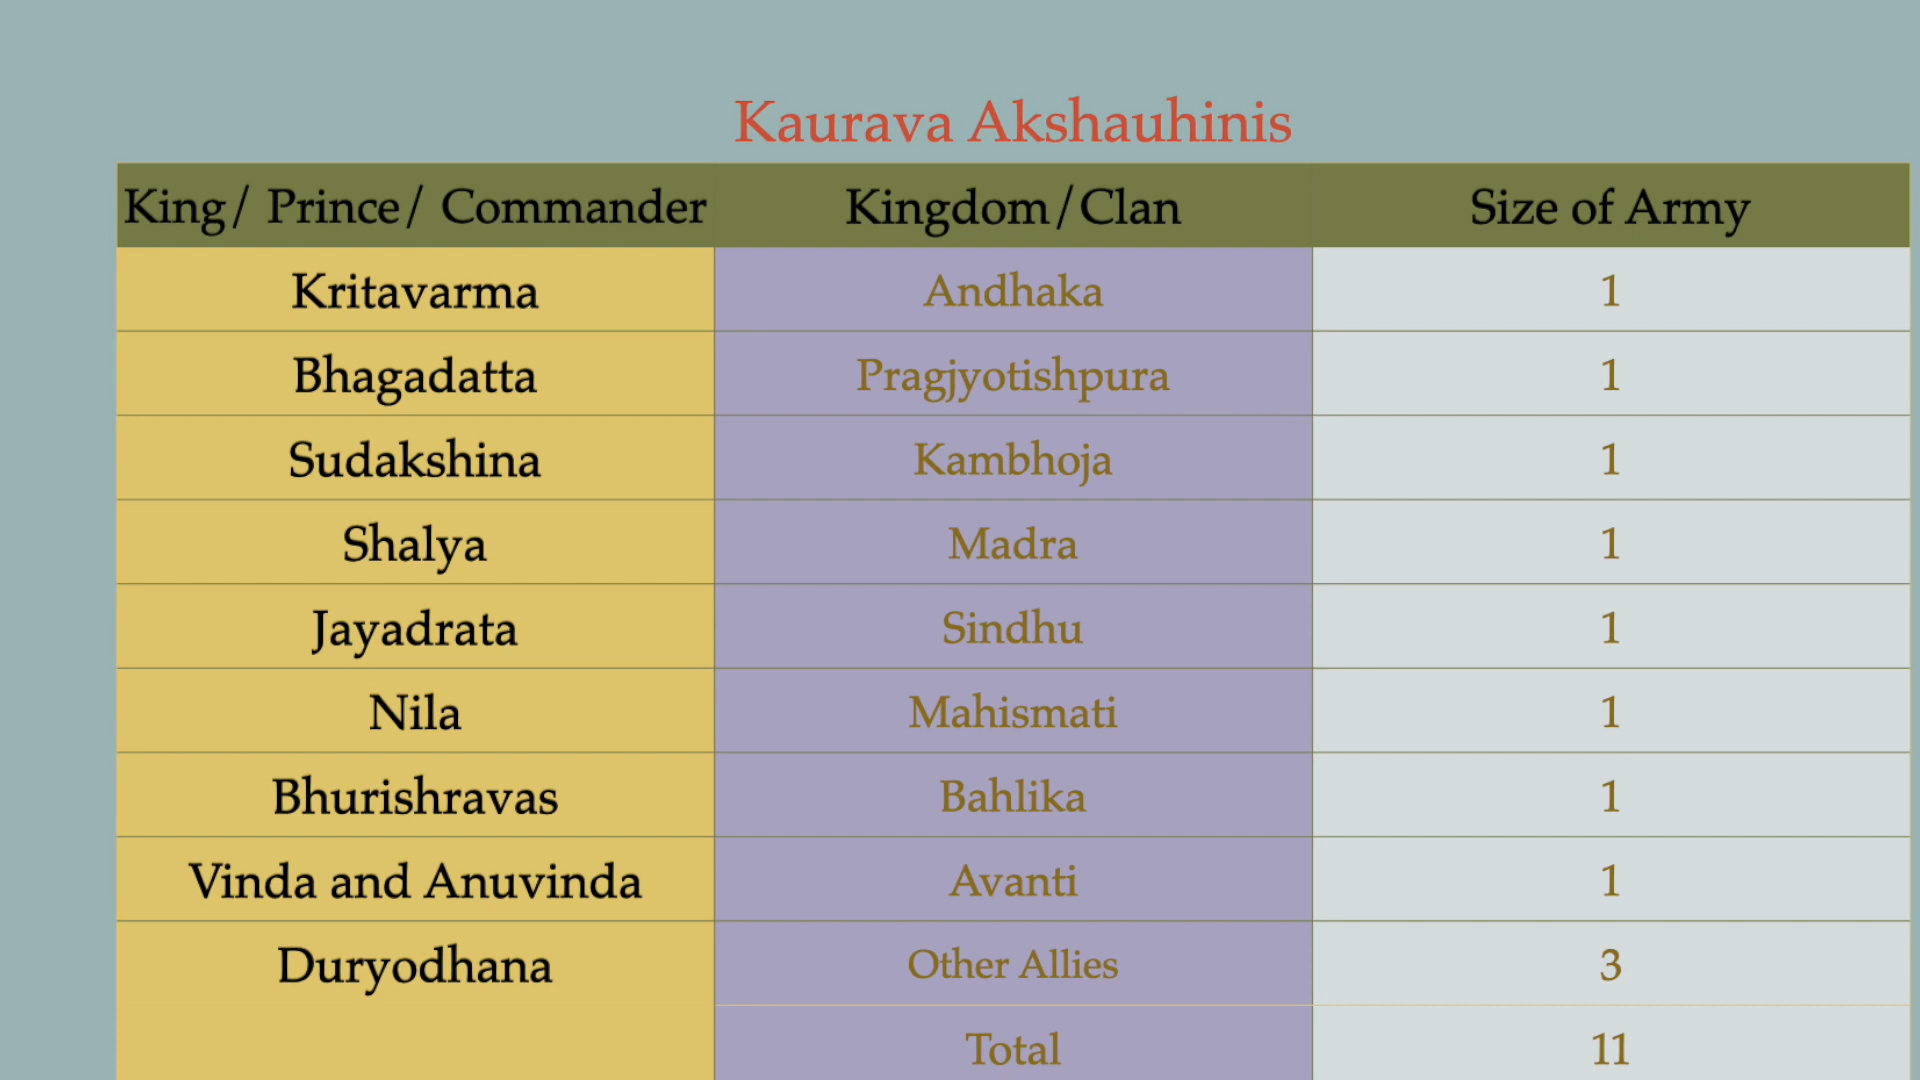 Kaurava Akshauhinis
King/ Prince/ Commander Kingdom/Clan Size of Army
Kritavarma Andhaka 1
Bhagadatta Pragjyotishpura 1
Sudakshina Kambhoja 1
Shalya Madra 1
Jayadrata Sindhu 1
Nila Mahismati 1
Bhurishravas Bahlika 1
Vinda and Anuvinda Avanti 1
Duryodhana Other Allies 3
Total 11